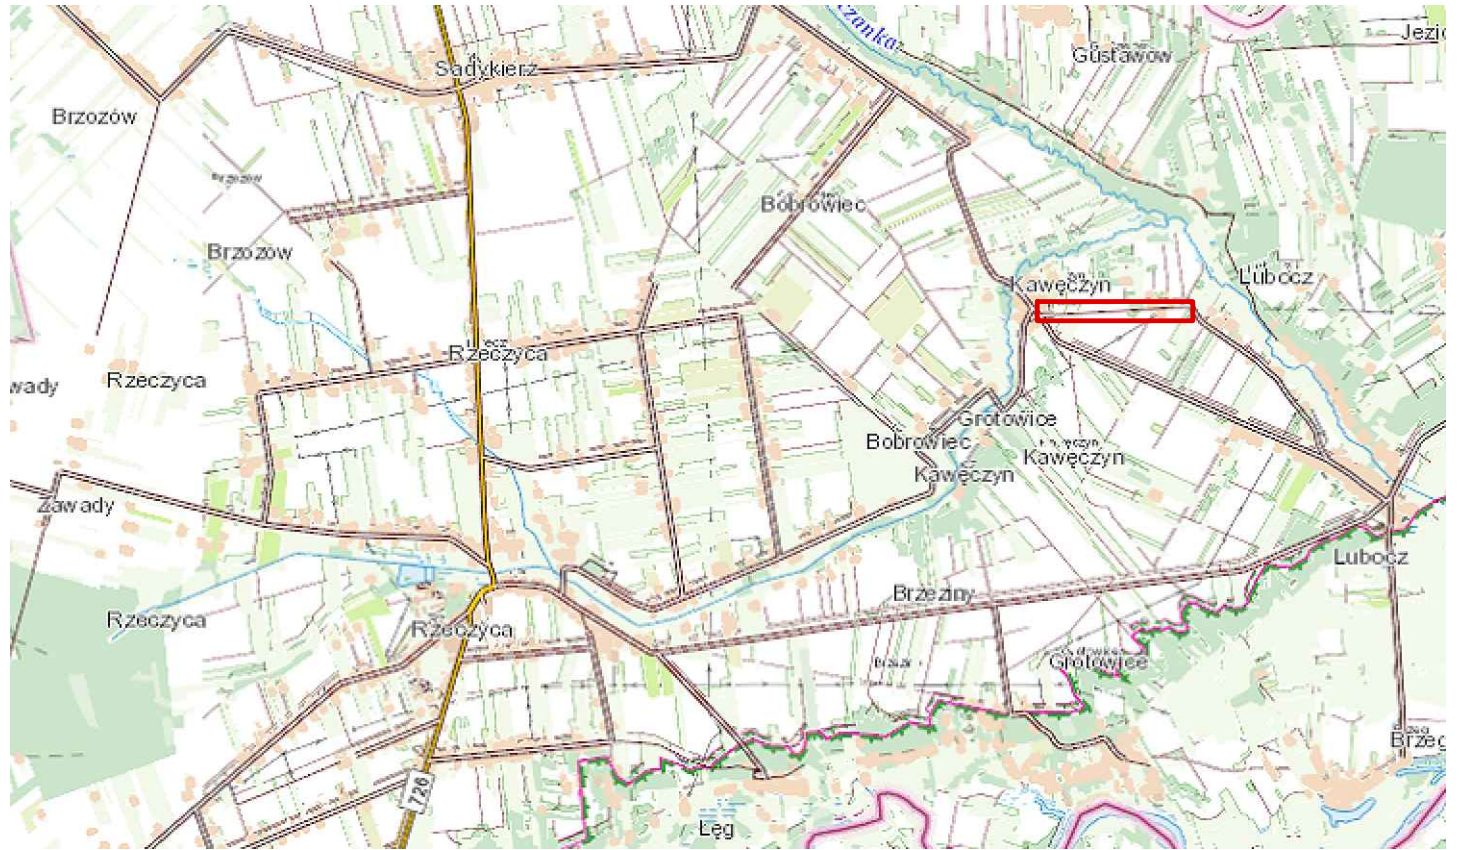 Jezio
Gustawów
Sadykierz
Brzozów
Bobrowiec
Brzozów
Lubocz
Kawęczyn
Rzeczyca
Rzeczyca
Grotowice
Bobrowiec
Kawęczyn
Kawęczyn
Zawady
Lubocz
Brzeziny
Rzeczyca
Rzeczyca
Grotowice
Brzeg
726
Łęg